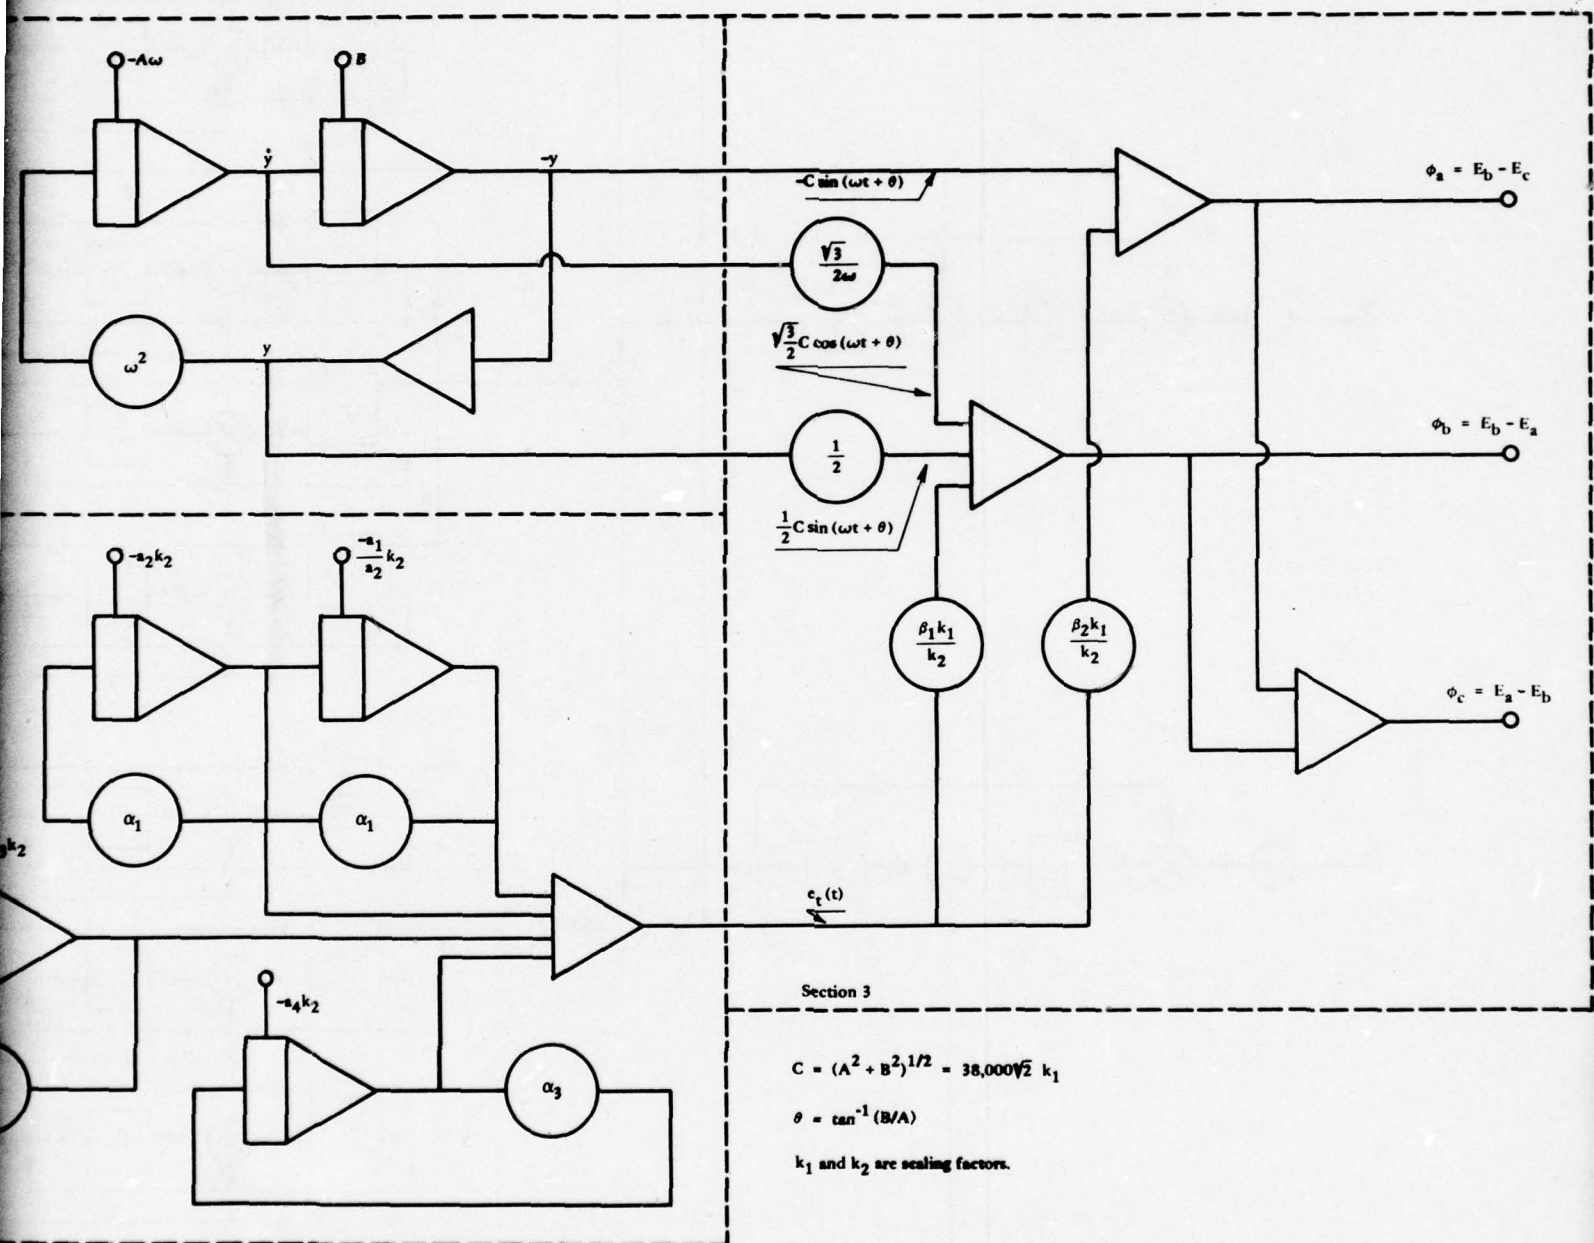 -Aω
B
ẏ
-y
-C sin (ωt + θ)
ϕa = Eb - Ec
√3/2ω
√3/2 C cos (ωt + θ)
ω²
y
1/2
ϕb = Eb - Ea
1/2 C sin (ωt + θ)
-a2k2
-a1/a2 k2
β1k1/k2
β2k1/k2
ϕc = Ea - Eb
α1
α1
3k2
et(t)
-a4k2
Section 3
α3
C = (A² + B²)^1/2 = 38,000√2 k1
θ = tan^-1 (B/A)
k1 and k2 are scaling factors.